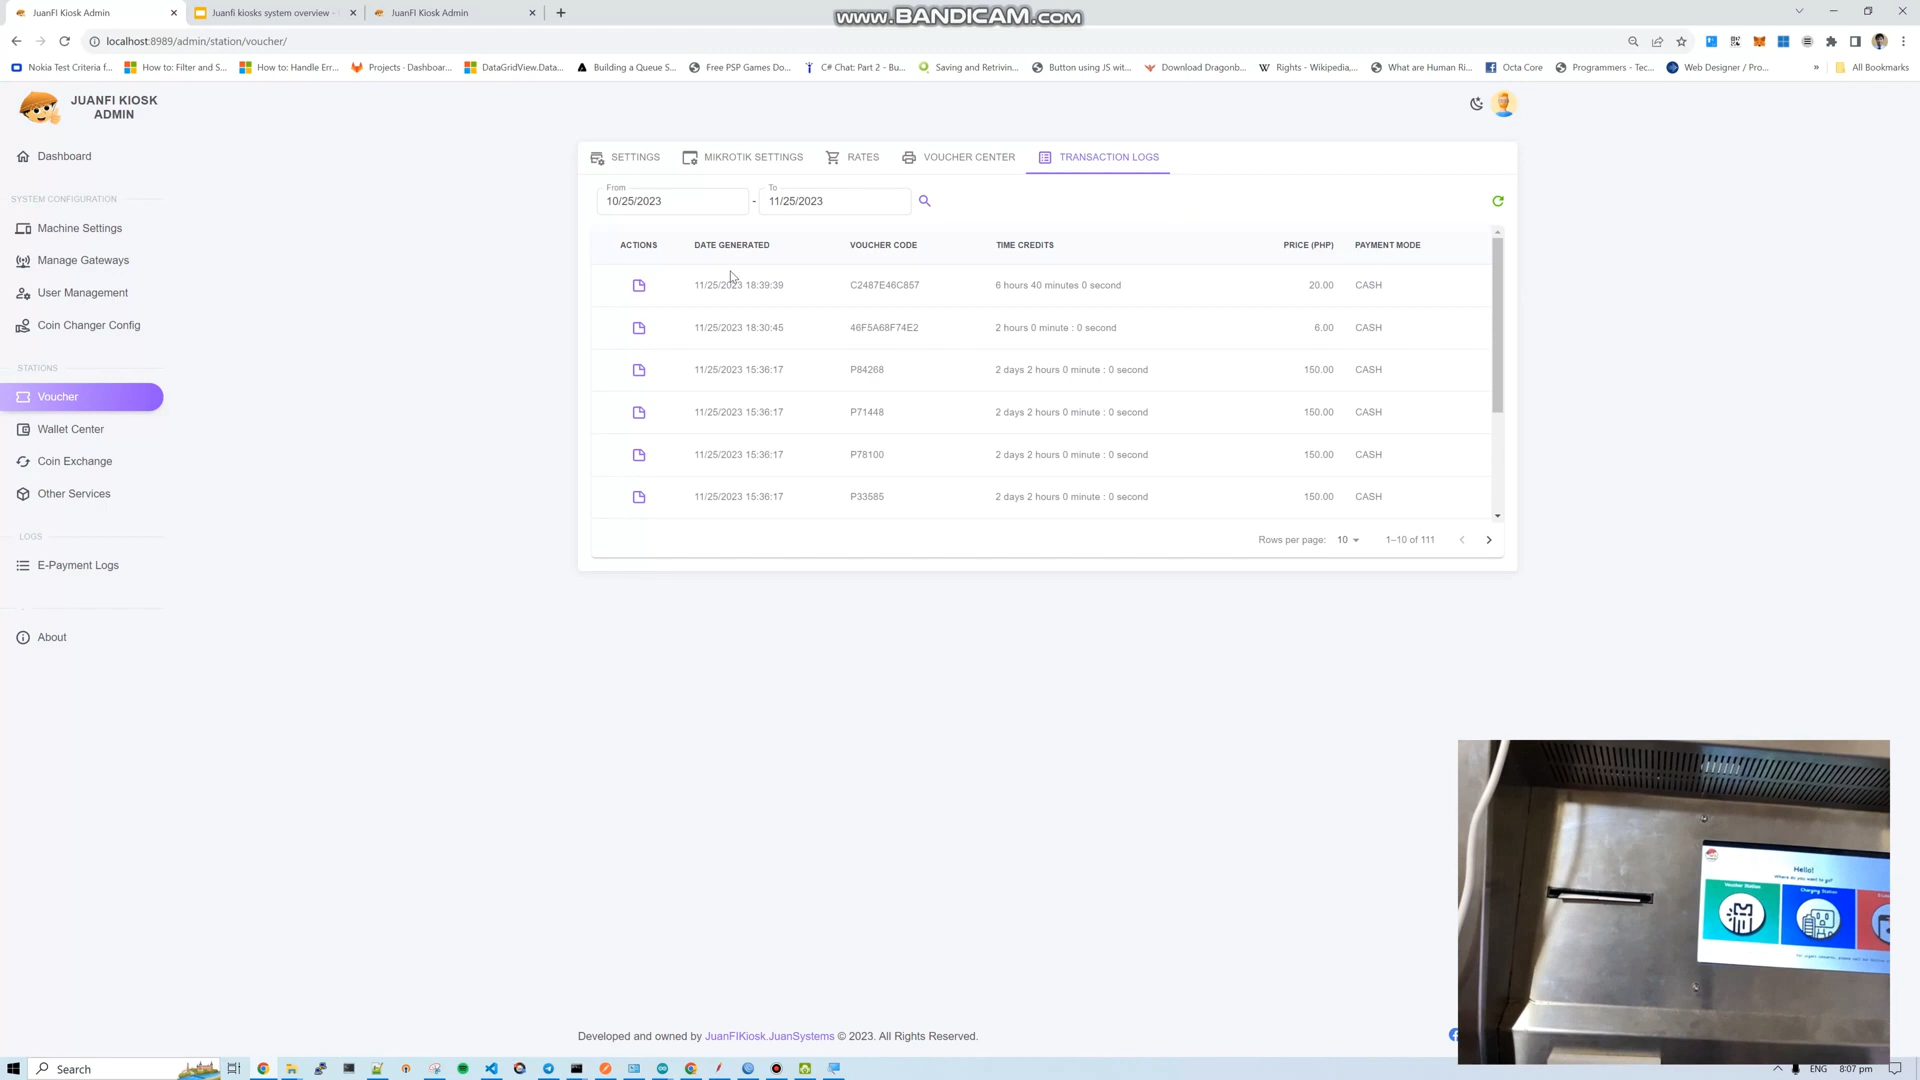 JuanFI Kiosk Admin
Juanfi kiosks system overview -
JuanFI Kiosk Admin
www.BANDICAM.com
localhost:8989/admin/station/voucher/
Nokia Test Criteria f...
How to: Filter and S...
How to: Handle Err...
Projects · Dashboar...
DataGridView.Data...
Building a Queue S...
Free PSP Games Do...
C# Chat: Part 2 - Bu...
Saving and Retrivin...
Button using JS wit...
Download Dragonb...
Rights - Wikipedia,...
What are Human Ri...
Octa Core
Programmers - Tec...
Web Designer / Pro...
»
All Bookmarks
JUANFI KIOSK
ADMIN
Dashboard
SYSTEM CONFIGURATION
Machine Settings
Manage Gateways
User Management
Coin Changer Config
STATIONS
Voucher
Wallet Center
Coin Exchange
Other Services
LOGS
E-Payment Logs
About
SETTINGS
MIKROTIK SETTINGS
RATES
VOUCHER CENTER
TRANSACTION LOGS
From
10/25/2023
-
To
11/25/2023
ACTIONS DATE GENERATED VOUCHER CODE TIME CREDITS PRICE (PHP) PAYMENT MODE
11/25/2023 18:39:39 C2487E46C857 6 hours 40 minutes 0 second 20.00 CASH
11/25/2023 18:30:45 46F5A68F74E2 2 hours 0 minute : 0 second 6.00 CASH
11/25/2023 15:36:17 P84268 2 days 2 hours 0 minute : 0 second 150.00 CASH
11/25/2023 15:36:17 P71448 2 days 2 hours 0 minute : 0 second 150.00 CASH
11/25/2023 15:36:17 P78100 2 days 2 hours 0 minute : 0 second 150.00 CASH
11/25/2023 15:36:17 P33585 2 days 2 hours 0 minute : 0 second 150.00 CASH
Rows per page: 10 1–10 of 111
Hello!
Where do you want to go?
Voucher Station
Charging Station
Developed and owned by JuanFIKiosk.JuanSystems © 2023. All Rights Reserved.
Search
ENG
8:07 pm